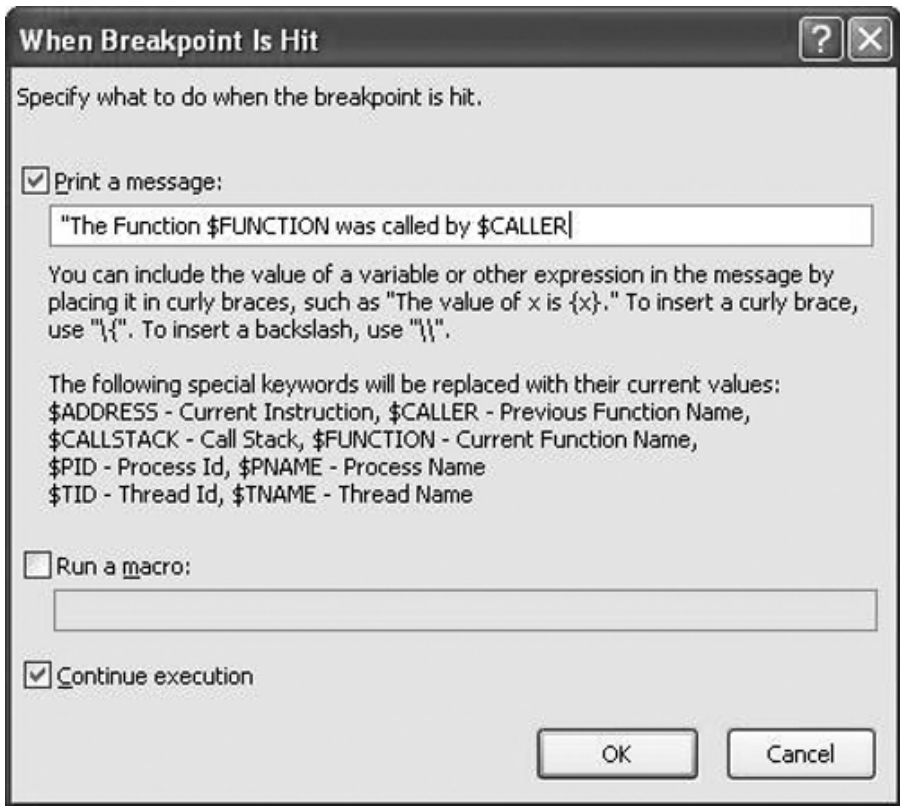 When Breakpoint Is Hit
Specify what to do when the breakpoint is hit.
Print a message:
"The Function $FUNCTION was called by $CALLER
You can include the value of a variable or other expression in the message by
placing it in curly braces, such as "The value of x is {x}." To insert a curly brace,
use "\{". To insert a backslash, use "\\".
The following special keywords will be replaced with their current values:
$ADDRESS - Current Instruction, $CALLER - Previous Function Name,
$CALLSTACK - Call Stack, $FUNCTION - Current Function Name,
$PID - Process Id, $PNAME - Process Name
$TID - Thread Id, $TNAME - Thread Name
Run a macro:
Continue execution
OK
Cancel